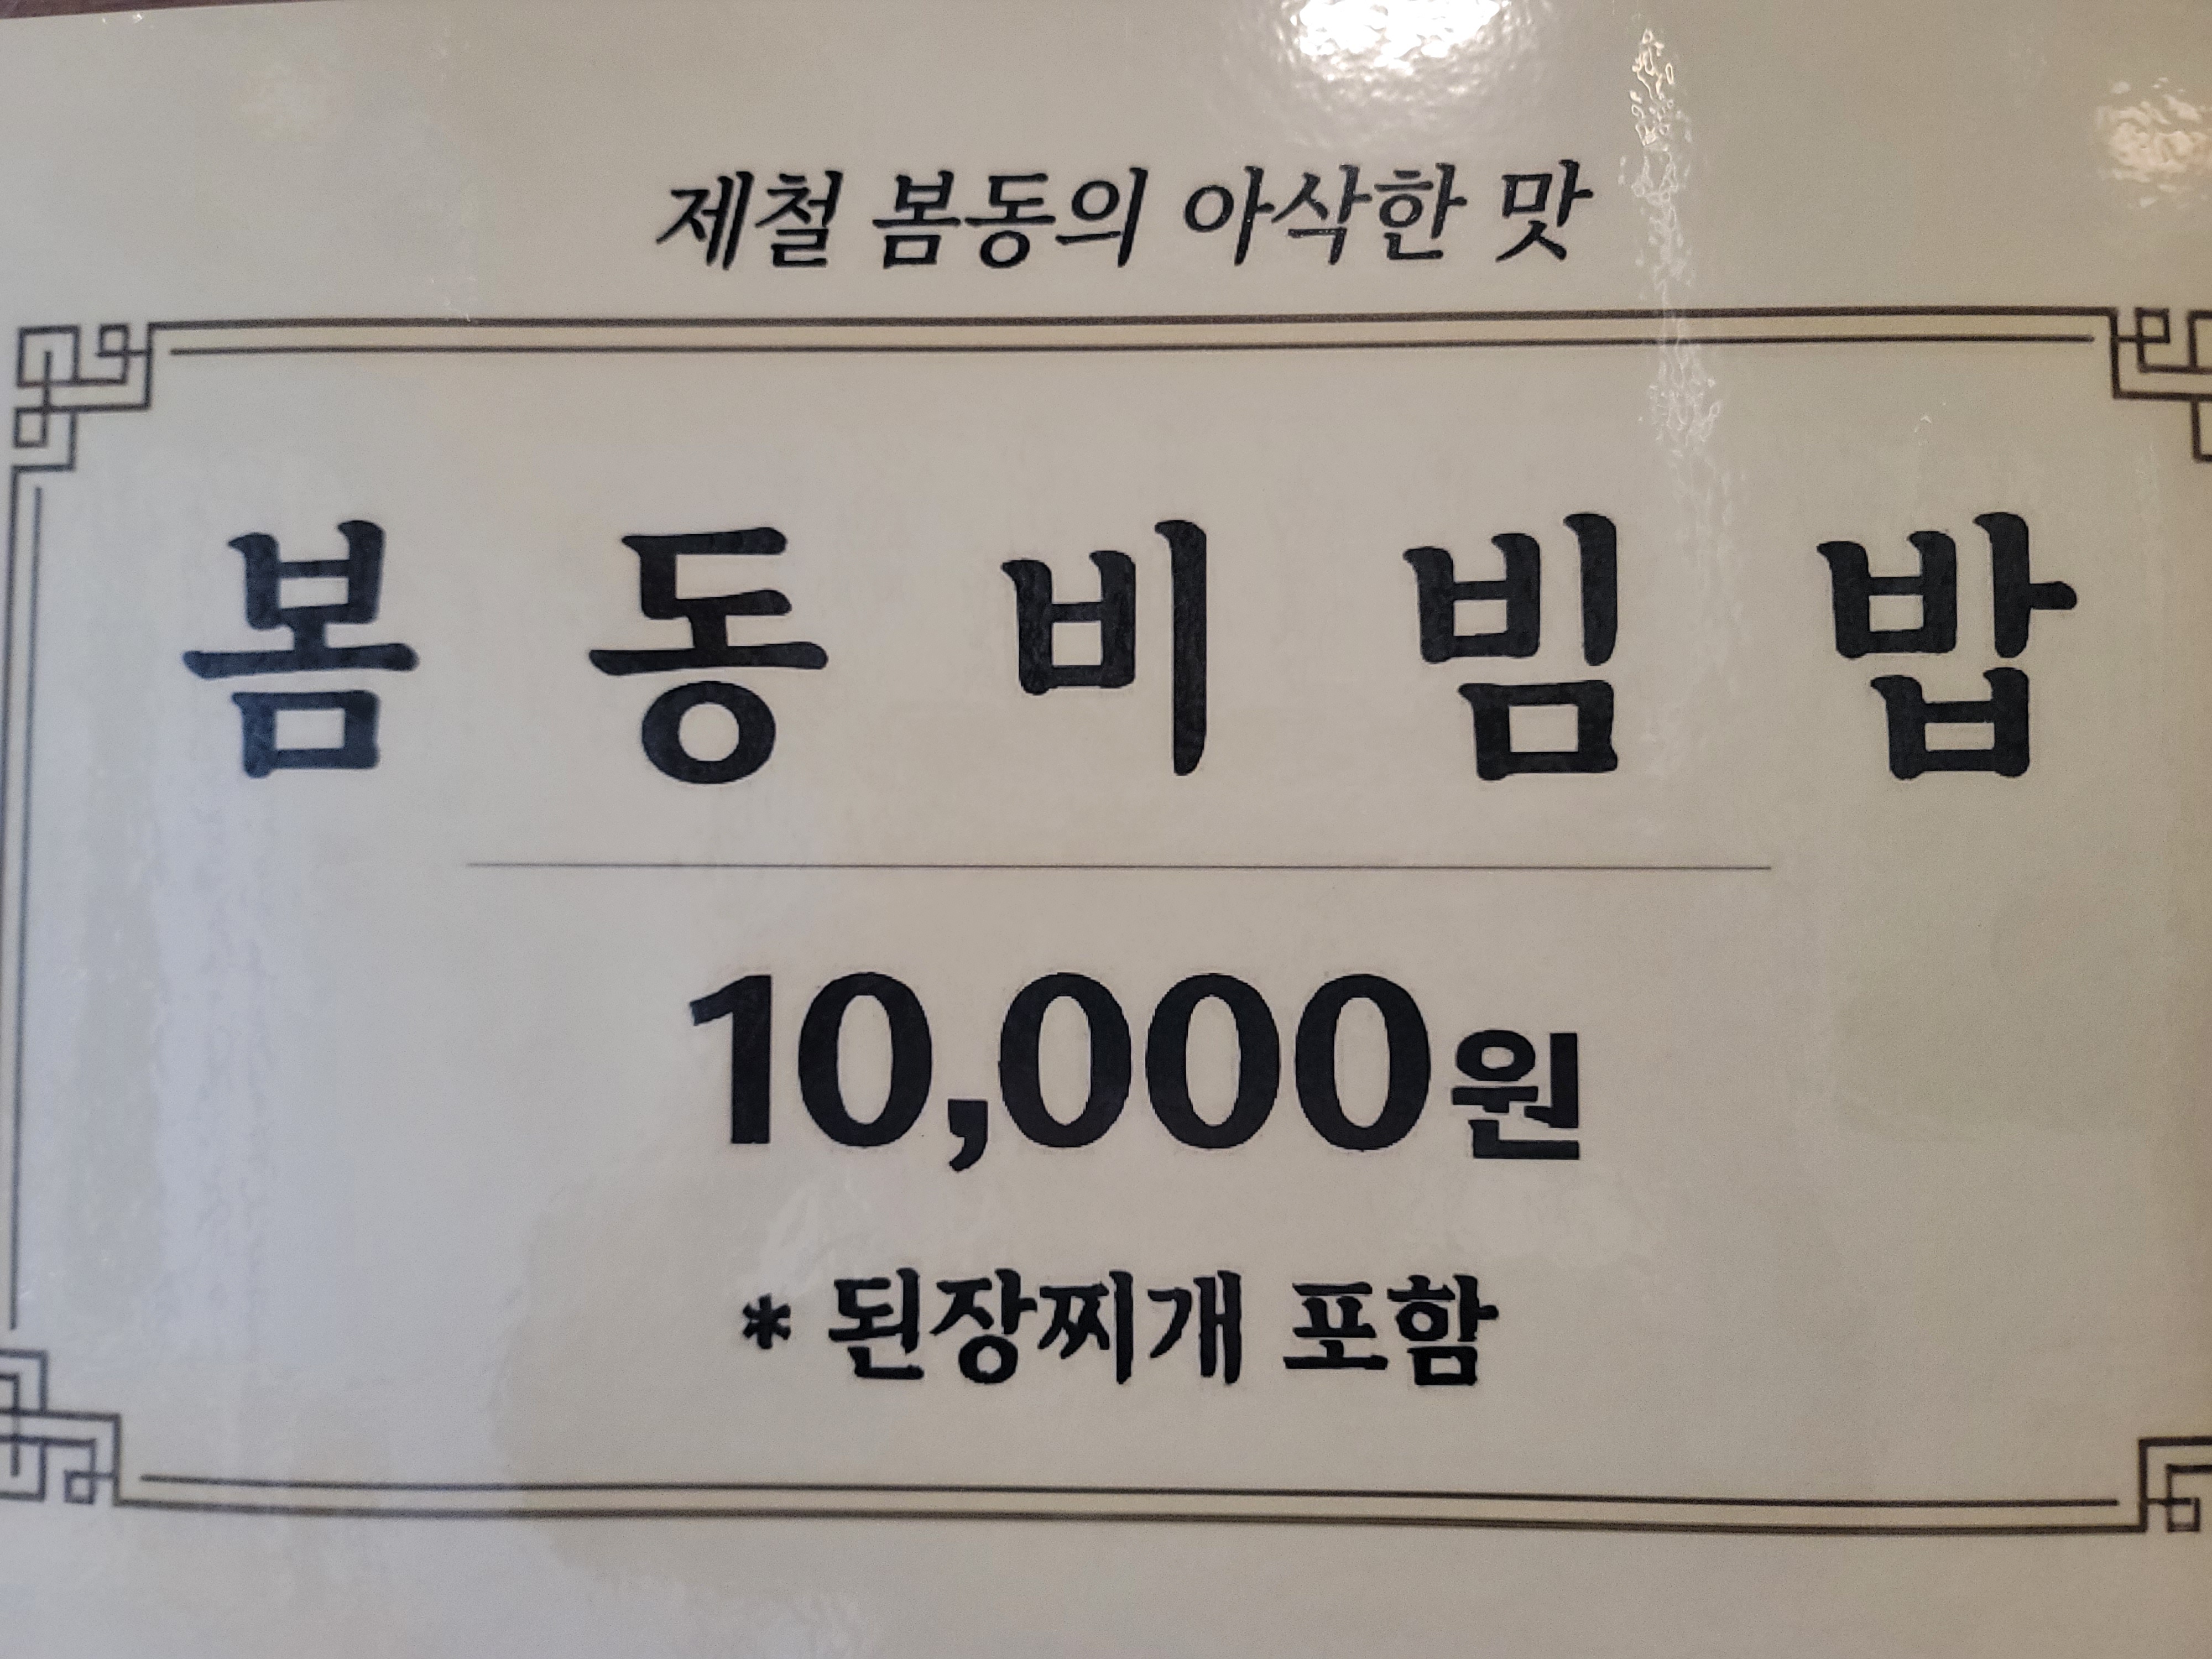 제철 봄동의 아삭한 맛
봄동비빔밥
10,000원
* 된장찌개 포함